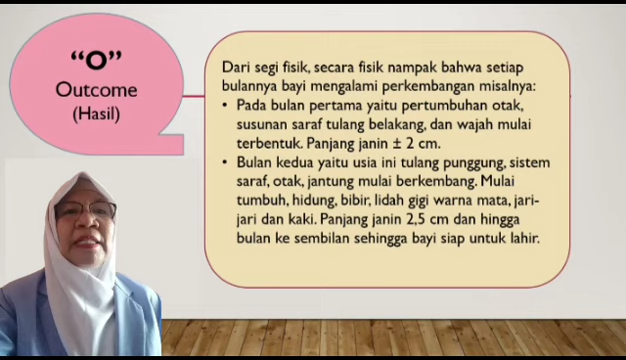 “O”
Outcome
(Hasil)
Dari segi fisik, secara fisik nampak bahwa setiap
bulannya bayi mengalami perkembangan misalnya:
• Pada bulan pertama yaitu pertumbuhan otak,
susunan saraf tulang belakang, dan wajah mulai
terbentuk. Panjang janin ± 2 cm.
• Bulan kedua yaitu usia ini tulang punggung, sistem
saraf, otak, jantung mulai berkembang. Mulai
tumbuh, hidung, bibir, lidah gigi warna mata, jari-
jari dan kaki. Panjang janin 2,5 cm dan hingga
bulan ke sembilan sehingga bayi siap untuk lahir.